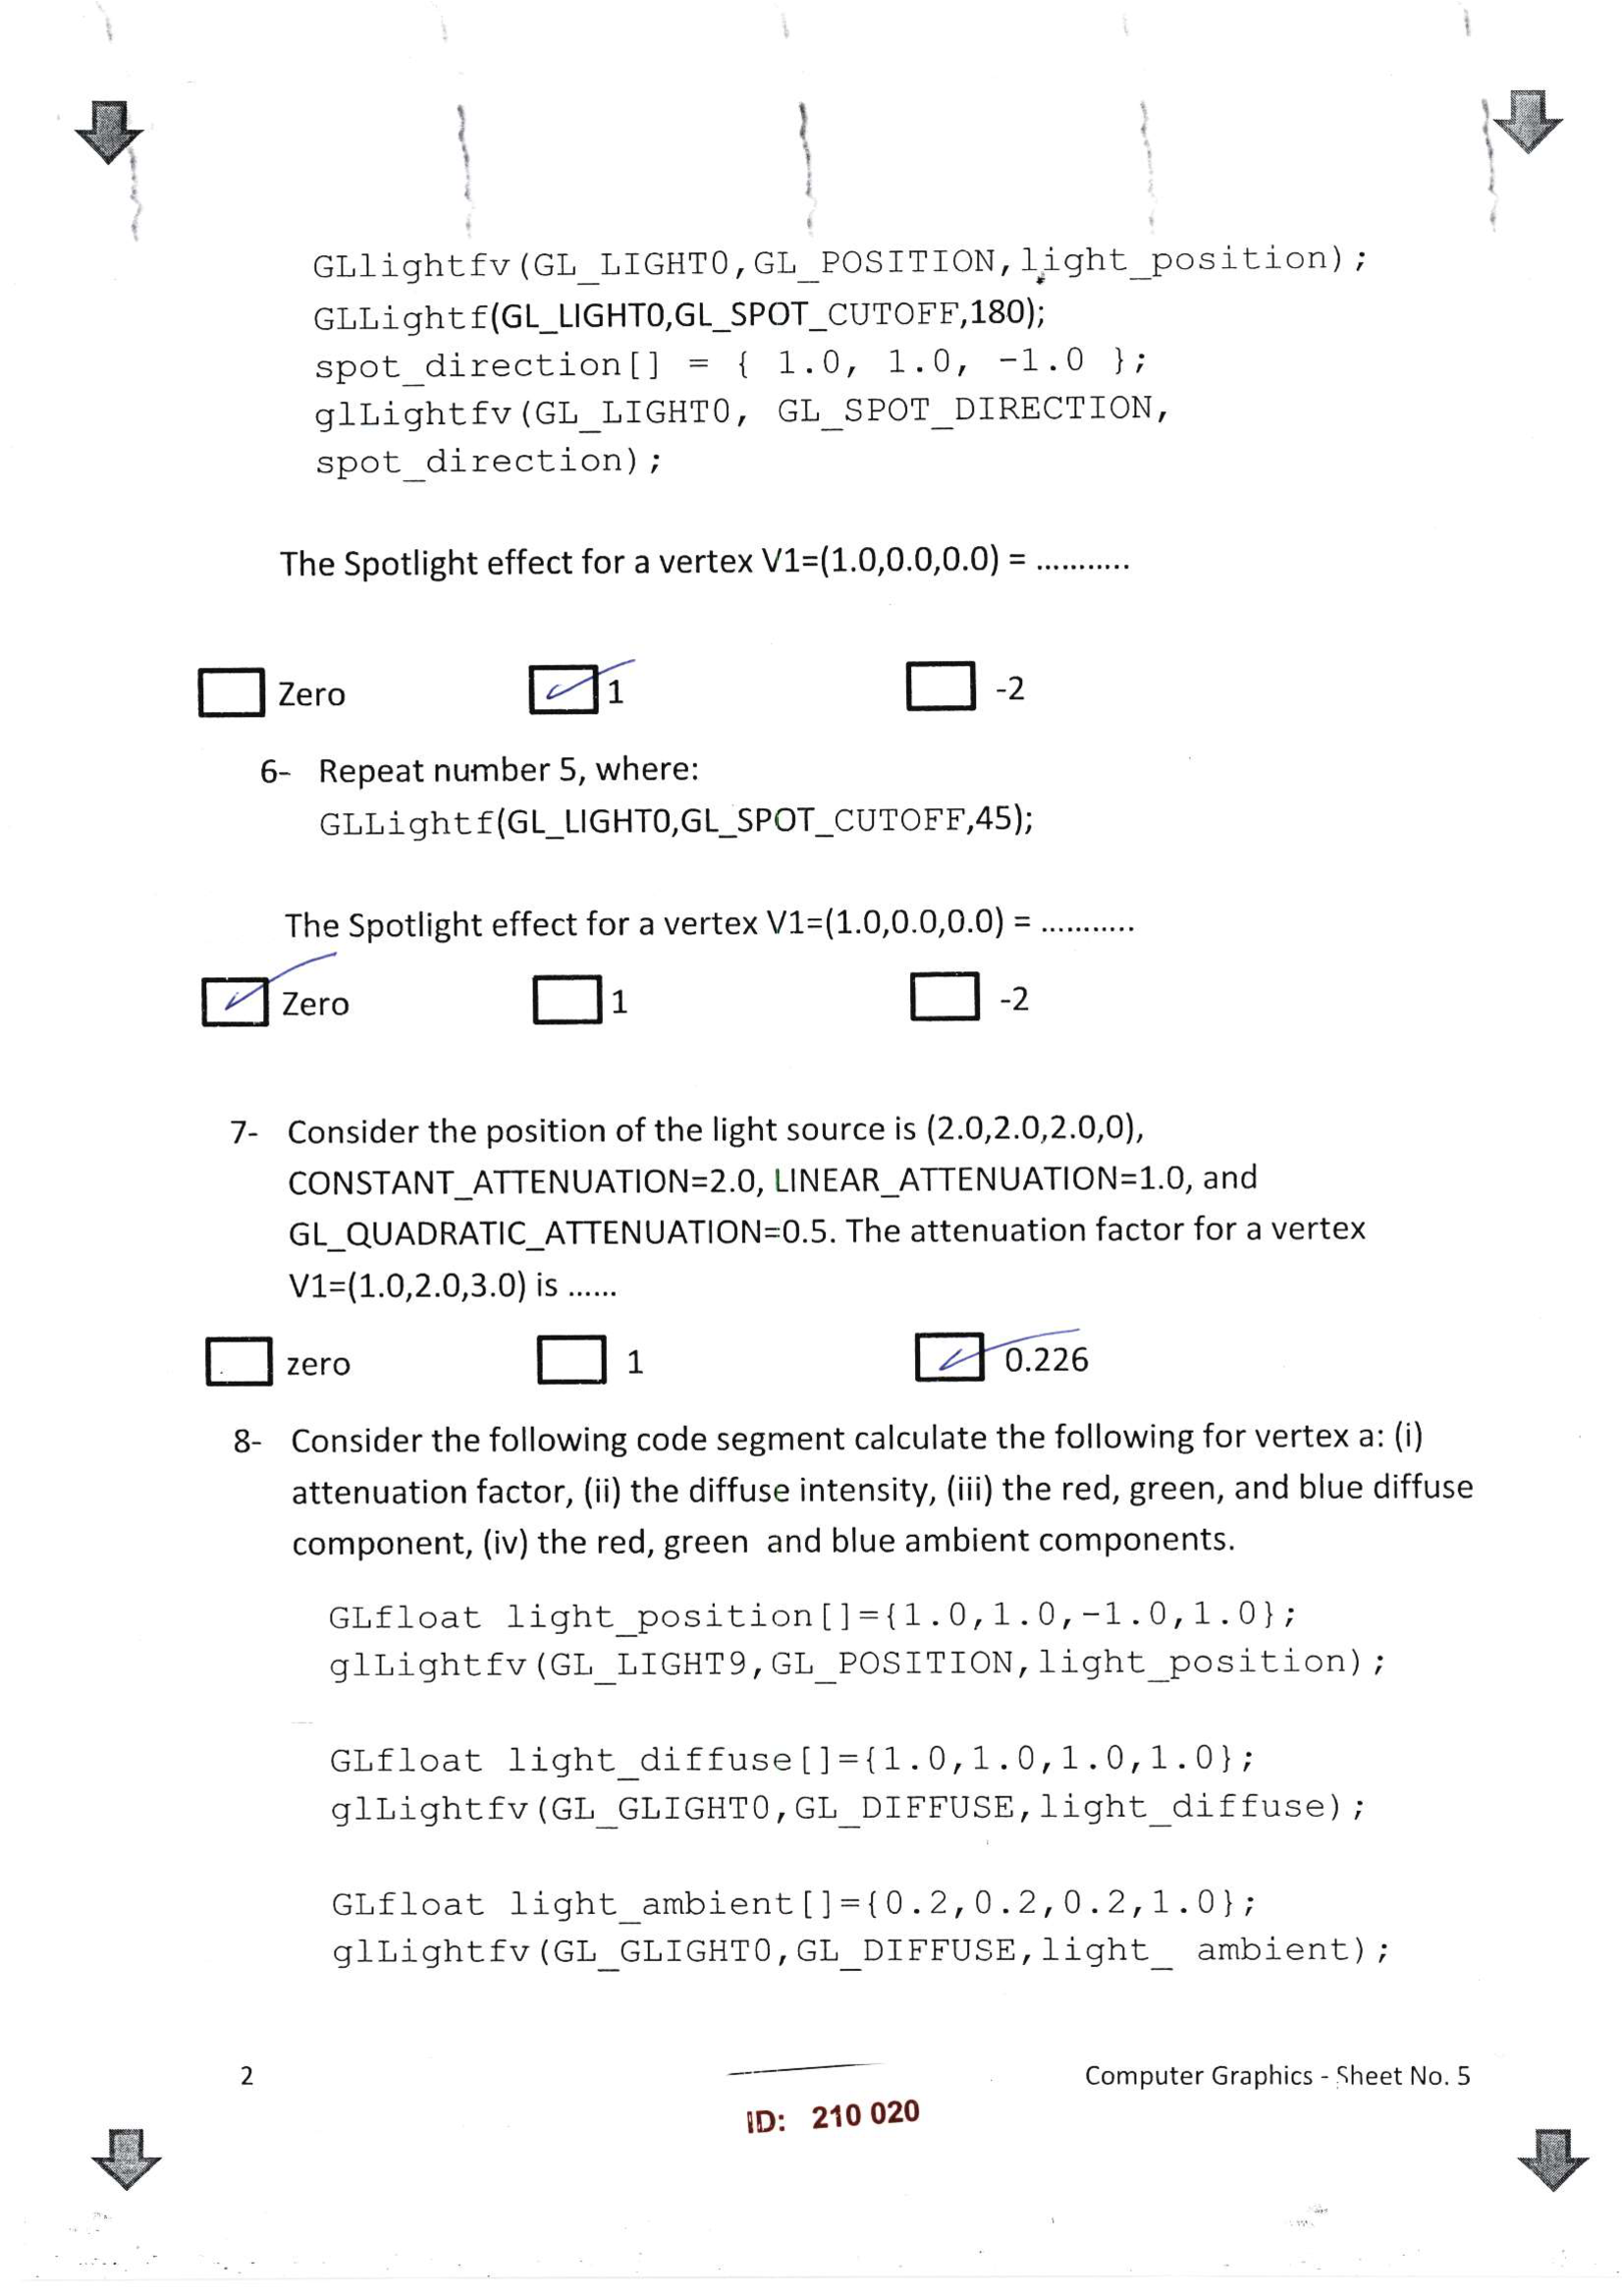 GLlightfv(GL_LIGHT0,GL_POSITION,light_position);
GLLightf(GL_LIGHT0,GL_SPOT_CUTOFF,180);
spot_direction[] = { 1.0, 1.0, -1.0 };
glLightfv(GL_LIGHT0, GL_SPOT_DIRECTION,
spot_direction);
The Spotlight effect for a vertex V1=(1.0,0.0,0.0) = ...........
Zero 1 -2
6- Repeat number 5, where:
GLLightf(GL_LIGHT0,GL_SPOT_CUTOFF,45);
The Spotlight effect for a vertex V1=(1.0,0.0,0.0) = ...........
Zero 1 -2
7- Consider the position of the light source is (2.0,2.0,2.0,0),
CONSTANT_ATTENUATION=2.0, LINEAR_ATTENUATION=1.0, and
GL_QUADRATIC_ATTENUATION=0.5. The attenuation factor for a vertex
V1=(1.0,2.0,3.0) is ......
zero 1 0.226
8- Consider the following code segment calculate the following for vertex a: (i)
attenuation factor, (ii) the diffuse intensity, (iii) the red, green, and blue diffuse
component, (iv) the red, green and blue ambient components.
GLfloat light_position[]={1.0,1.0,-1.0,1.0};
glLightfv(GL_LIGHT9,GL_POSITION,light_position);
GLfloat light_diffuse[]={1.0,1.0,1.0,1.0};
glLightfv(GL_GLIGHT0,GL_DIFFUSE,light_diffuse);
GLfloat light_ambient[]={0.2,0.2,0.2,1.0};
glLightfv(GL_GLIGHT0,GL_DIFFUSE,light_ ambient);
2 Computer Graphics - Sheet No. 5
ID: 210 020